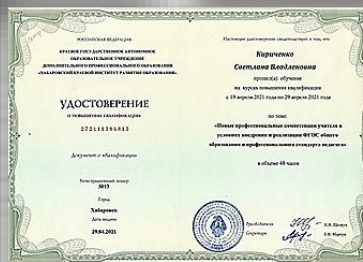 РОССИЙСКАЯ ФЕДЕРАЦИЯ
КРАЕВОЕ ГОСУДАРСТВЕННОЕ АВТОНОМНОЕ
ОБРАЗОВАТЕЛЬНОЕ УЧРЕЖДЕНИЕ
ДОПОЛНИТЕЛЬНОГО ПРОФЕССИОНАЛЬНОГО ОБРАЗОВАНИЯ
«ХАБАРОВСКИЙ КРАЕВОЙ ИНСТИТУТ РАЗВИТИЯ ОБРАЗОВАНИЯ»
УДОСТОВЕРЕНИЕ
о повышении квалификации
Документ о квалификации
Регистрационный номер
3013
Город
Хабаровск
Дата выдачи
29.04.2021
Настоящее удостоверение свидетельствует о том, что
Кириченко
Светлана Владленовна
прошел(а) обучение
на курсах повышения квалификации
с 19 апреля 2021 года по 29 апреля 2021 года
по теме:
«Новые профессиональные компетенции учителя в
условиях внедрения и реализации ФГОС общего
образования и профессионального стандарта педагога»
в объеме 48 часов
Руководитель
Секретарь